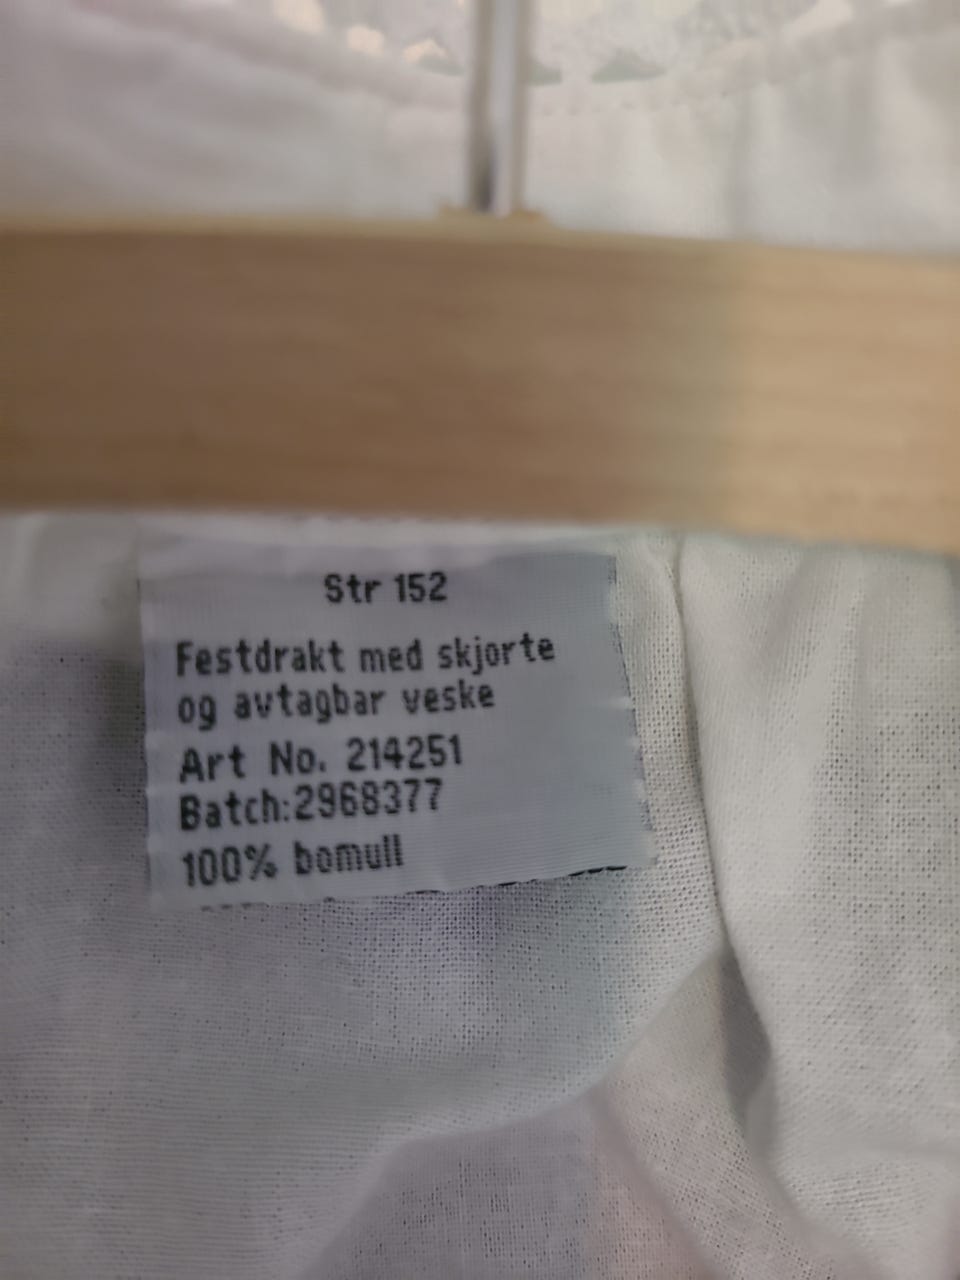 Str 152
Festdrakt med skjorte
og avtagbar veske
Art No. 214251
Batch:2968377
100% bomull